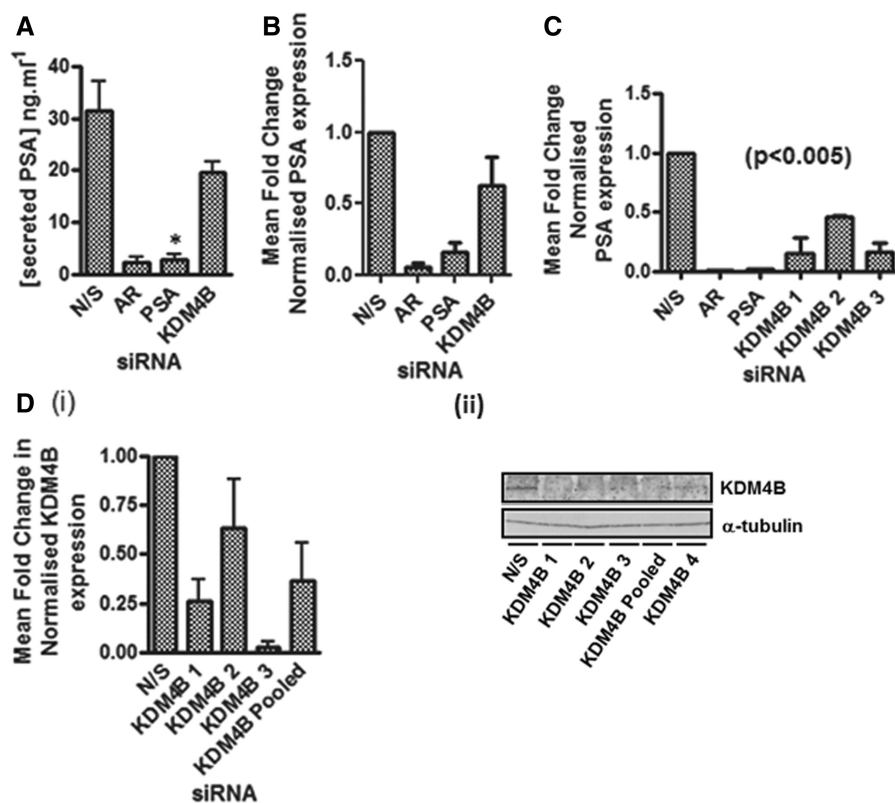 A
[secreted PSA] ng.ml⁻¹
40
30
20
10
0
*
N/S
AR
PSA
KDM4B
siRNA
B
Mean Fold Change
Normalised PSA expression
1.5
1.0
0.5
0.0
N/S
AR
PSA
KDM4B
siRNA
C
Mean Fold Change
Normalised
PSA expression
1.5
1.0
0.5
0.0
(p<0.005)
N/S
AR
PSA
KDM4B 1
KDM4B 2
KDM4B 3
siRNA
D (i)
Mean Fold Change in
Normalised KDM4B
expression
1.00
0.75
0.50
0.25
0.00
N/S
KDM4B 1
KDM4B 2
KDM4B 3
KDM4B Pooled
siRNA
(ii)
KDM4B
α-tubulin
N/S
KDM4B 1
KDM4B 2
KDM4B 3
KDM4B Pooled
KDM4B 4